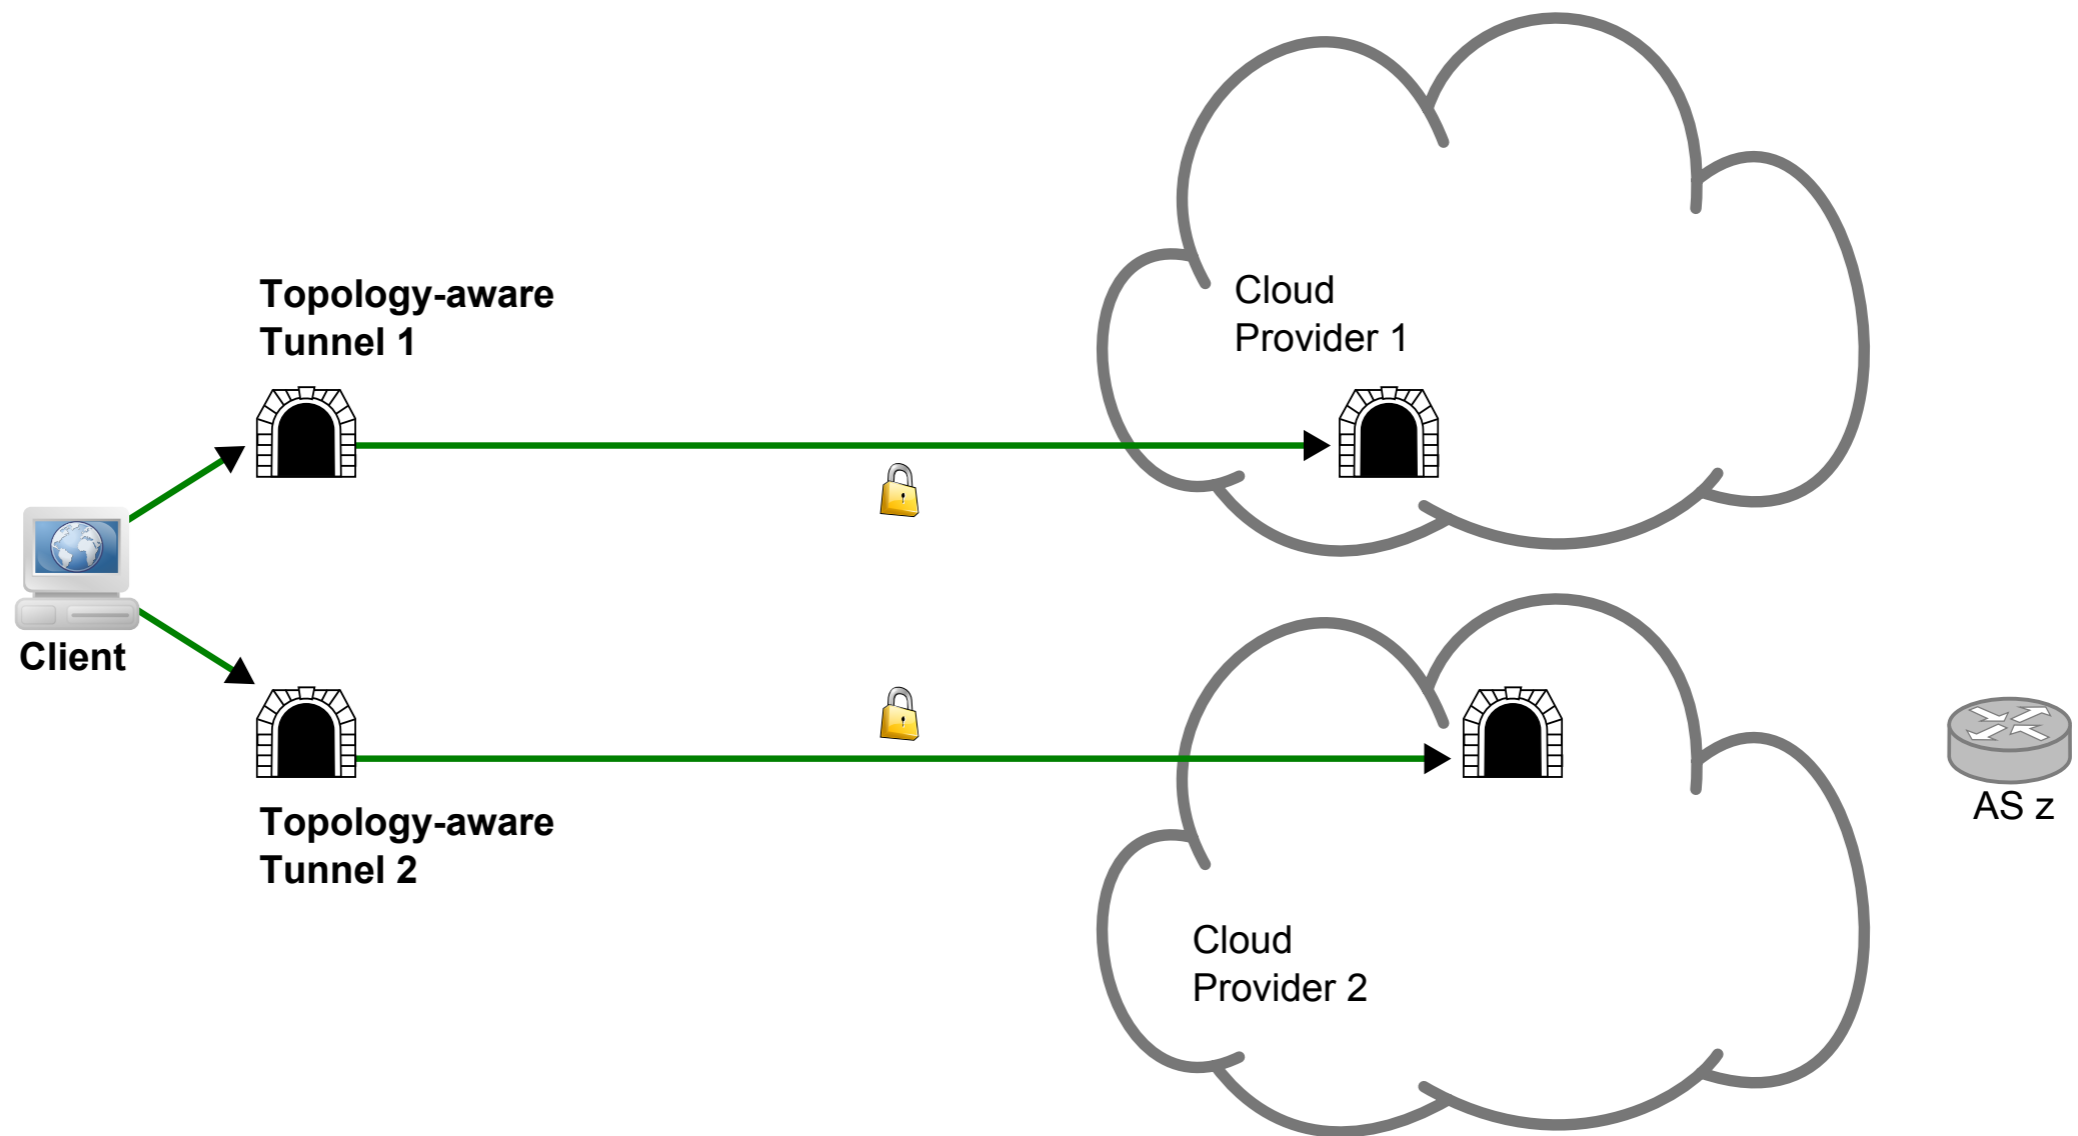 Topology-aware
Tunnel 1
Cloud
Provider 1
Client
AS z
Topology-aware
Tunnel 2
Cloud
Provider 2